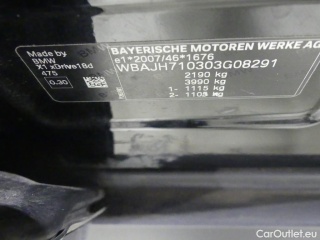 Made by
BMW
X1 xDrive18d
475
0.30
BAYERISCHE MOTOREN WERKE AG
e1*2007/46*1676
WBAJH710303G08291
2190 kg
3990 kg
1- 1115 kg
2- 1105 kg
CarOutlet.eu